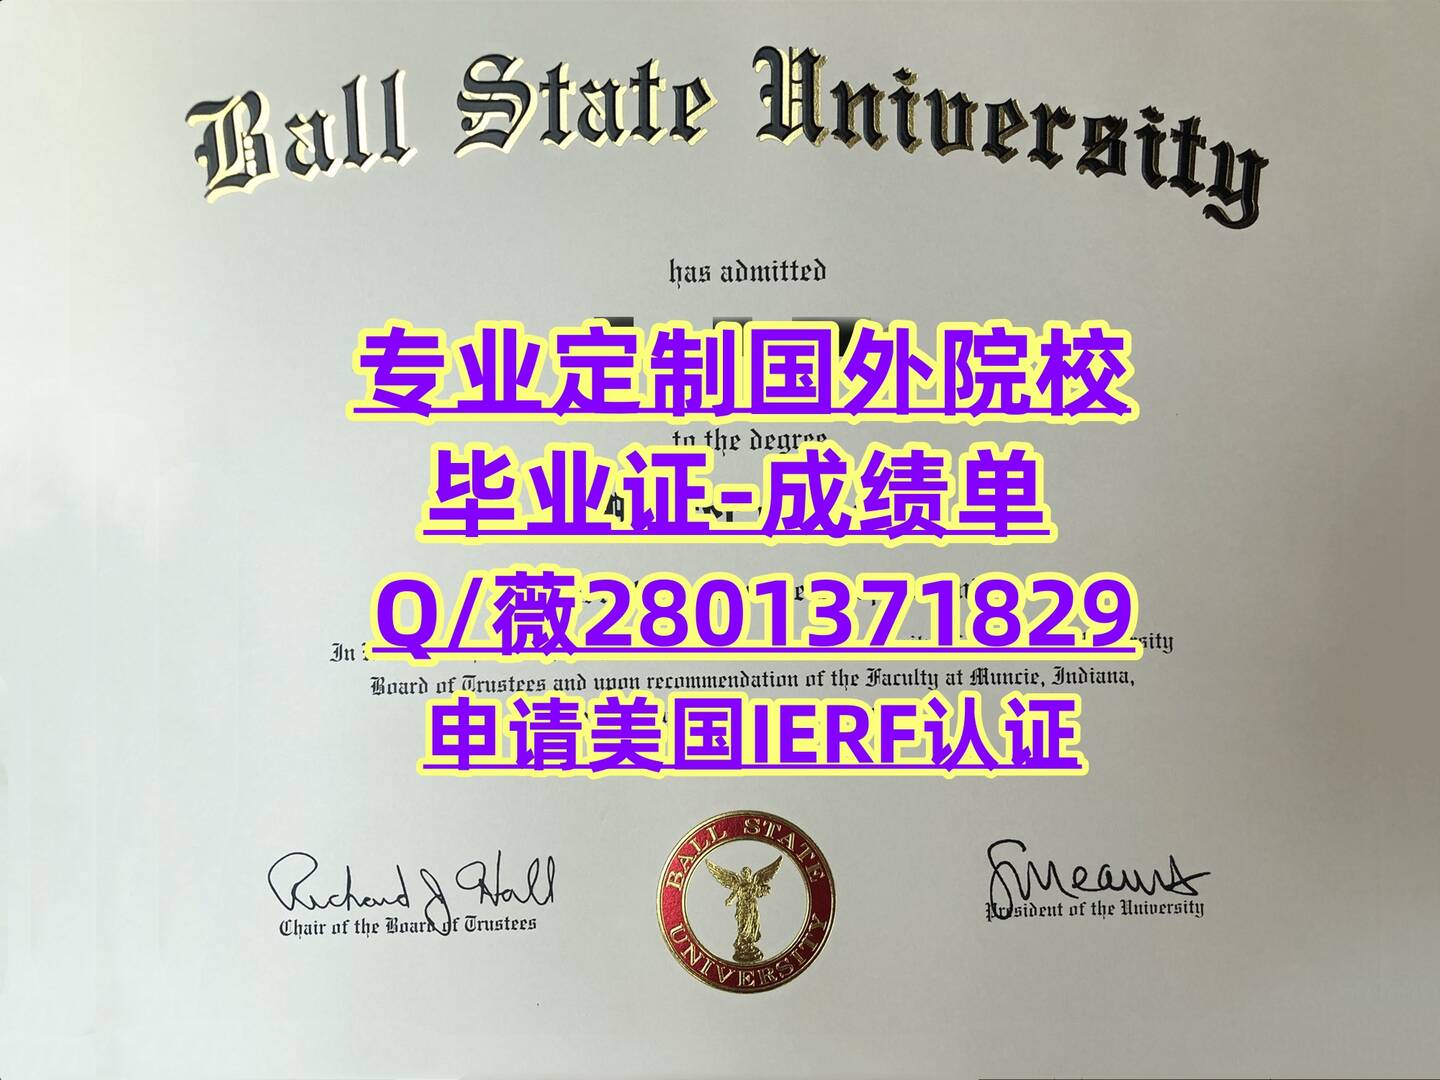 Ball State University
has admitted
专业定制国外院校
to the degree
毕业证-成绩单
Q/薇2801371829
In
Board of Trustees and upon recommendation of the Faculty at Muncie, Indiana,
申请美国IERF认证
Richard J Hall
Chair of the Board of Trustees
BALL STATE UNIVERSITY
President of the University